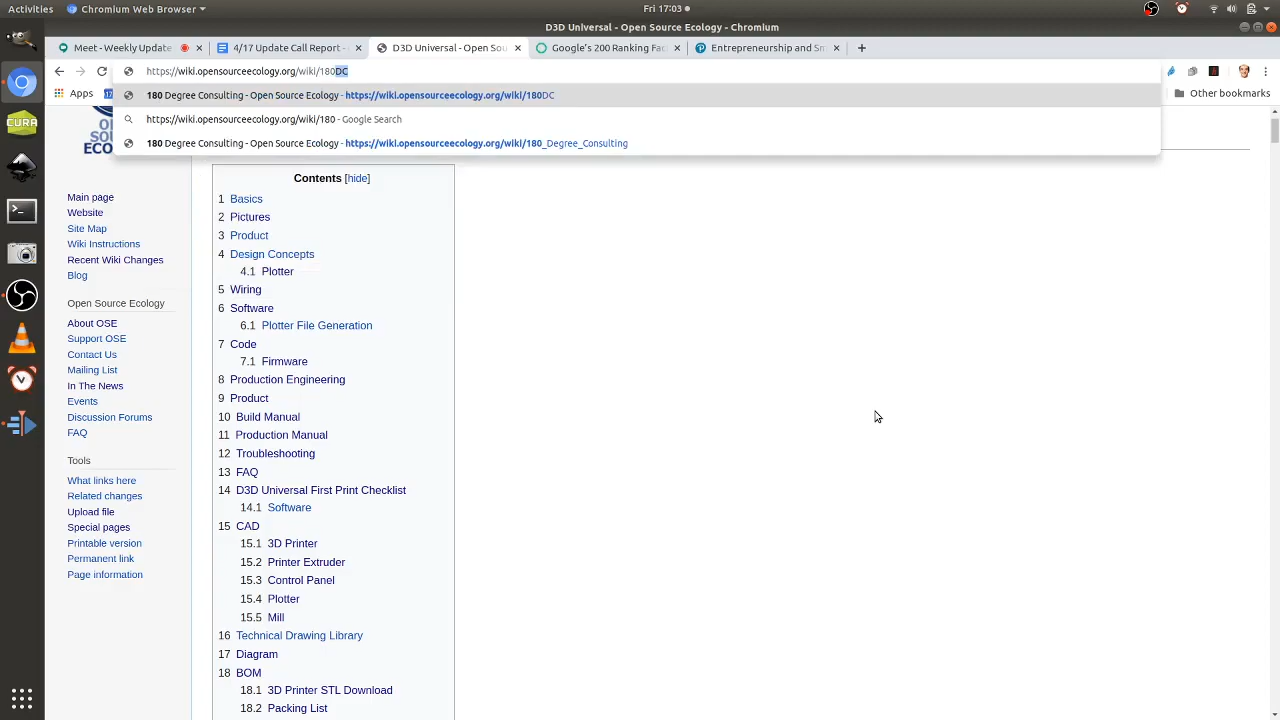 Activities
Chromium Web Browser
Fri 17:03
D3D Universal - Open Source Ecology - Chromium
Meet - Weekly Update
4/17 Update Call Report -
D3D Universal - Open Sou
Google's 200 Ranking Fac
Entrepreneurship and Sm
https://wiki.opensourceecology.org/wiki/180DC
Apps
Other bookmarks
180 Degree Consulting - Open Source Ecology - https://wiki.opensourceecology.org/wiki/180DC
https://wiki.opensourceecology.org/wiki/180 - Google Search
180 Degree Consulting - Open Source Ecology - https://wiki.opensourceecology.org/wiki/180_Degree_Consulting
CURA
ECO
Main page
Website
Site Map
Wiki Instructions
Recent Wiki Changes
Blog
Open Source Ecology
About OSE
Support OSE
Contact Us
Mailing List
In The News
Events
Discussion Forums
FAQ
Tools
What links here
Related changes
Upload file
Special pages
Printable version
Permanent link
Page information
Contents [hide]
1 Basics
2 Pictures
3 Product
4 Design Concepts
4.1 Plotter
5 Wiring
6 Software
6.1 Plotter File Generation
7 Code
7.1 Firmware
8 Production Engineering
9 Product
10 Build Manual
11 Production Manual
12 Troubleshooting
13 FAQ
14 D3D Universal First Print Checklist
14.1 Software
15 CAD
15.1 3D Printer
15.2 Printer Extruder
15.3 Control Panel
15.4 Plotter
15.5 Mill
16 Technical Drawing Library
17 Diagram
18 BOM
18.1 3D Printer STL Download
18.2 Packing List